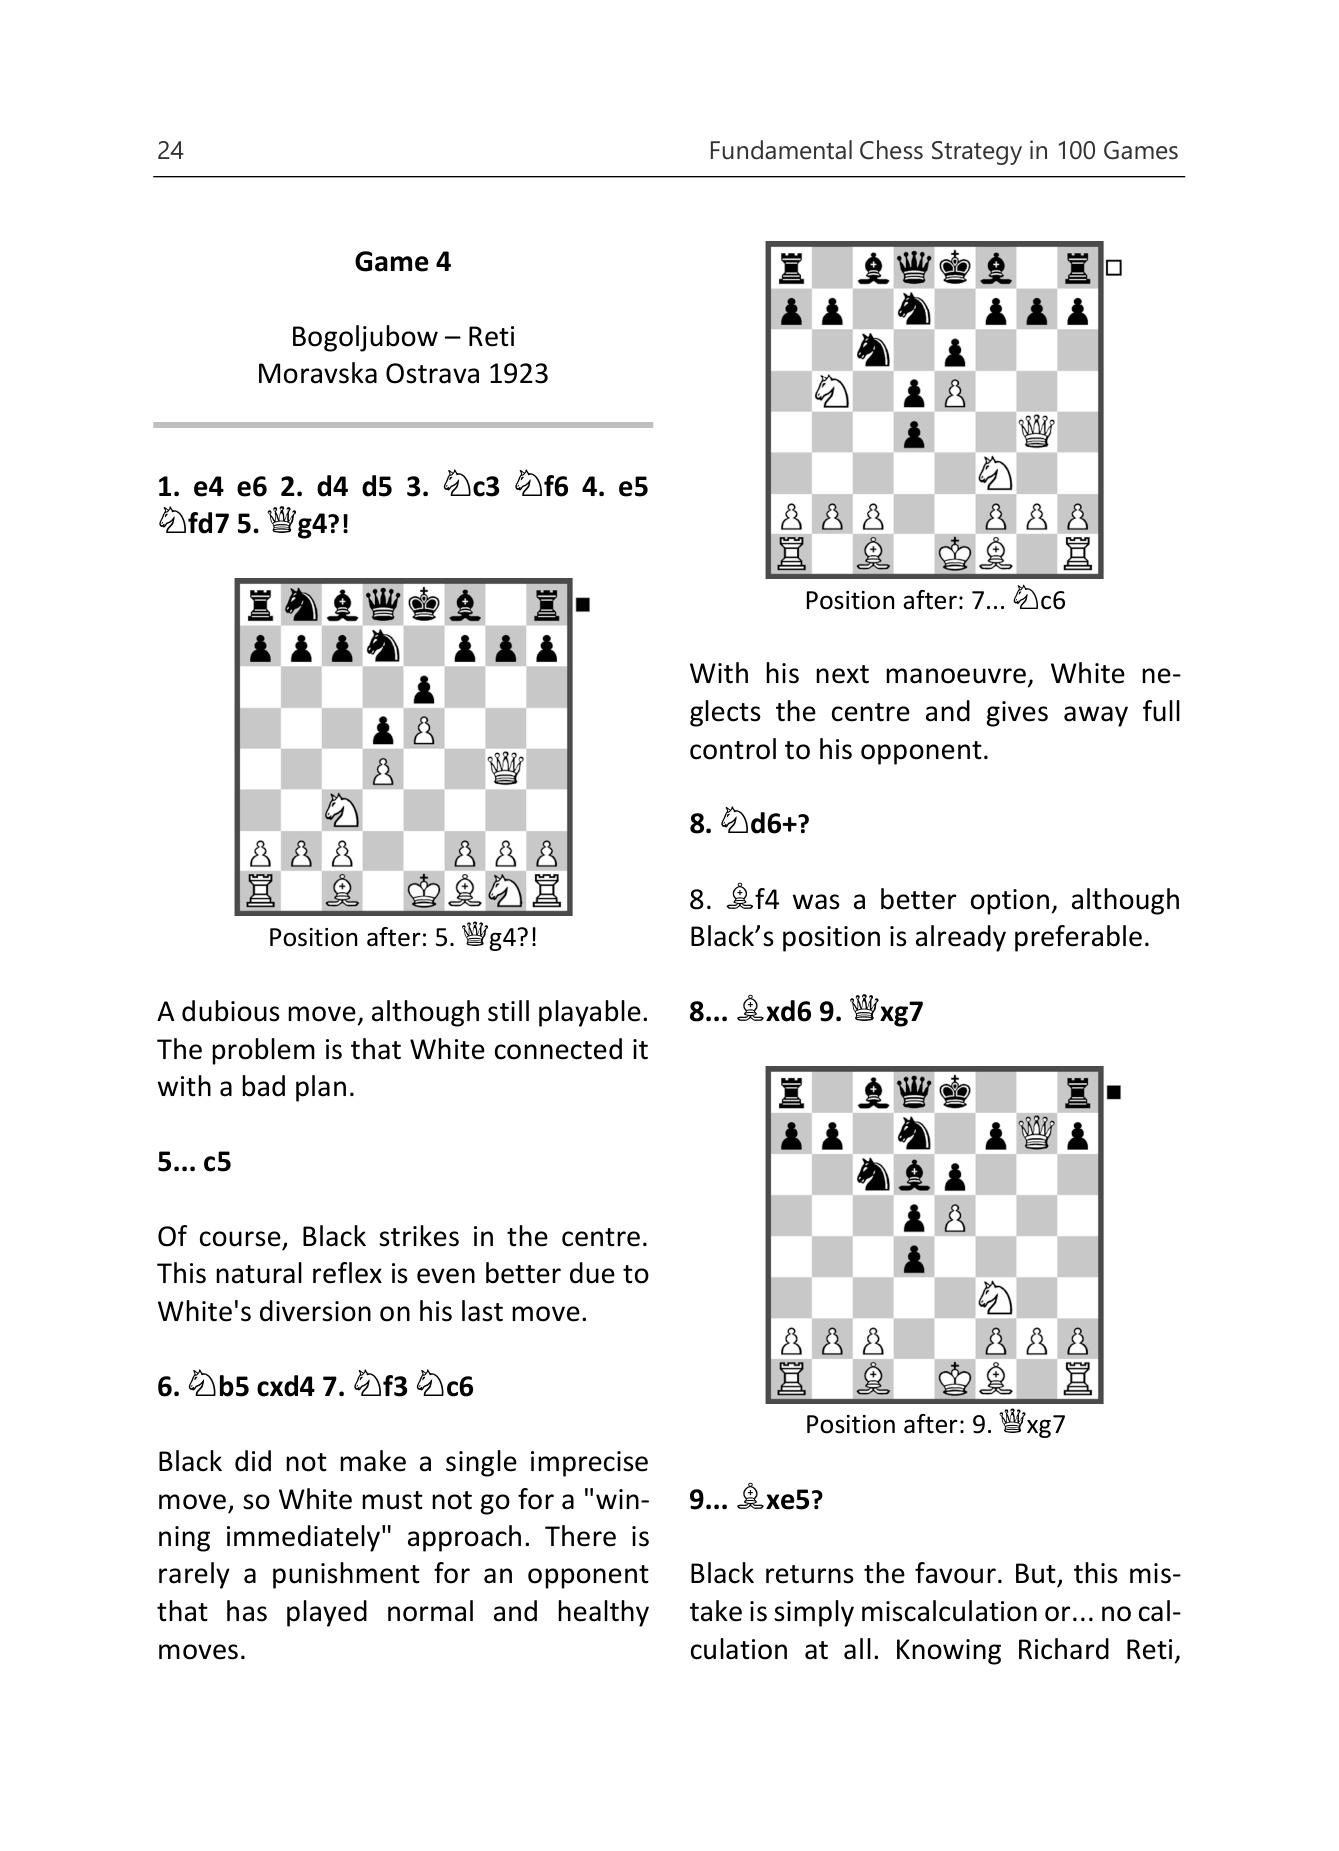 24
Fundamental Chess Strategy in 100 Games
Game 4
Bogoljubow – Reti
Moravska Ostrava 1923
1. e4 e6 2. d4 d5 3. ♘c3 ♘f6 4. e5
♘fd7 5. ♕g4?!
Position after: 5. ♕g4?!
A dubious move, although still playable.
The problem is that White connected it
with a bad plan.
5... c5
Of course, Black strikes in the centre.
This natural reflex is even better due to
White's diversion on his last move.
6. ♘b5 cxd4 7. ♘f3 ♘c6
Black did not make a single imprecise
move, so White must not go for a "win-
ning immediately" approach. There is
rarely a punishment for an opponent
that has played normal and healthy
moves.
Position after: 7... ♘c6
With his next manoeuvre, White ne-
glects the centre and gives away full
control to his opponent.
8. ♘d6+?
8. ♗f4 was a better option, although
Black’s position is already preferable.
8... ♗xd6 9. ♕xg7
Position after: 9. ♕xg7
9... ♗xe5?
Black returns the favour. But, this mis-
take is simply miscalculation or... no cal-
culation at all. Knowing Richard Reti,